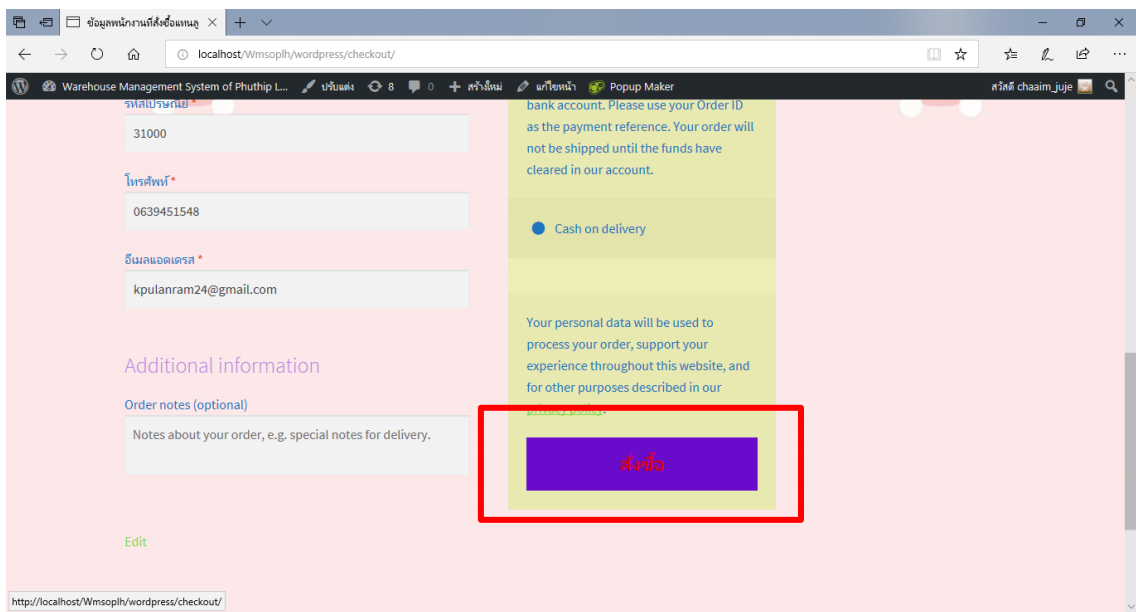 ข้อมูลพนักงานที่สั่งซื้อแทนลู
localhost/Wmsoplh/wordpress/checkout/
Warehouse Management System of Phuthip L... ปรับแต่ง 8 0 สร้างใหม่ แก้ไขหน้า Popup Maker สวัสดี chaaim_juje
รหัสไปรษณีย์ *
31000
โทรศัพท์ *
0639451548
อีเมลแอดเดรส *
kpulanram24@gmail.com
Additional information
Order notes (optional)
Notes about your order, e.g. special notes for delivery.
Edit
bank account. Please use your Order ID
as the payment reference. Your order will
not be shipped until the funds have
cleared in our account.
Cash on delivery
Your personal data will be used to
process your order, support your
experience throughout this website, and
for other purposes described in our
privacy policy.
สั่งซื้อ
http://localhost/Wmsoplh/wordpress/checkout/